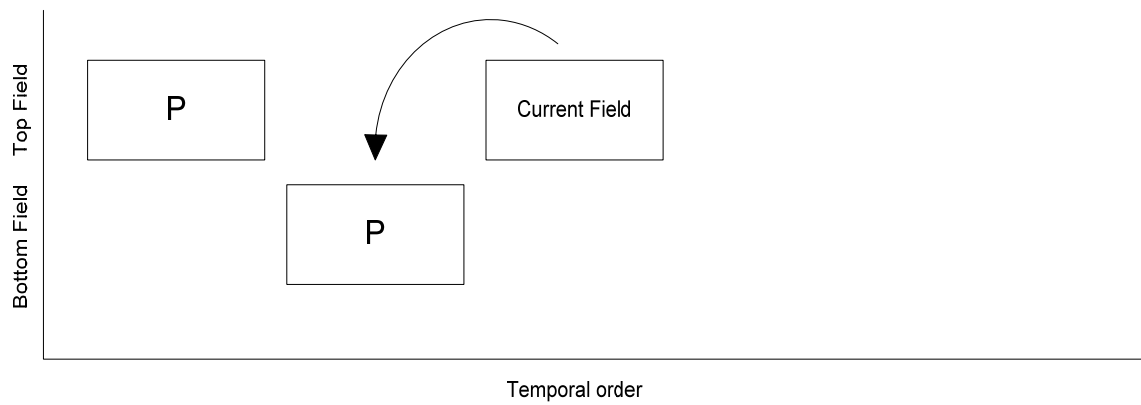 Top Field
P
Current Field
Bottom Field
P
Temporal order